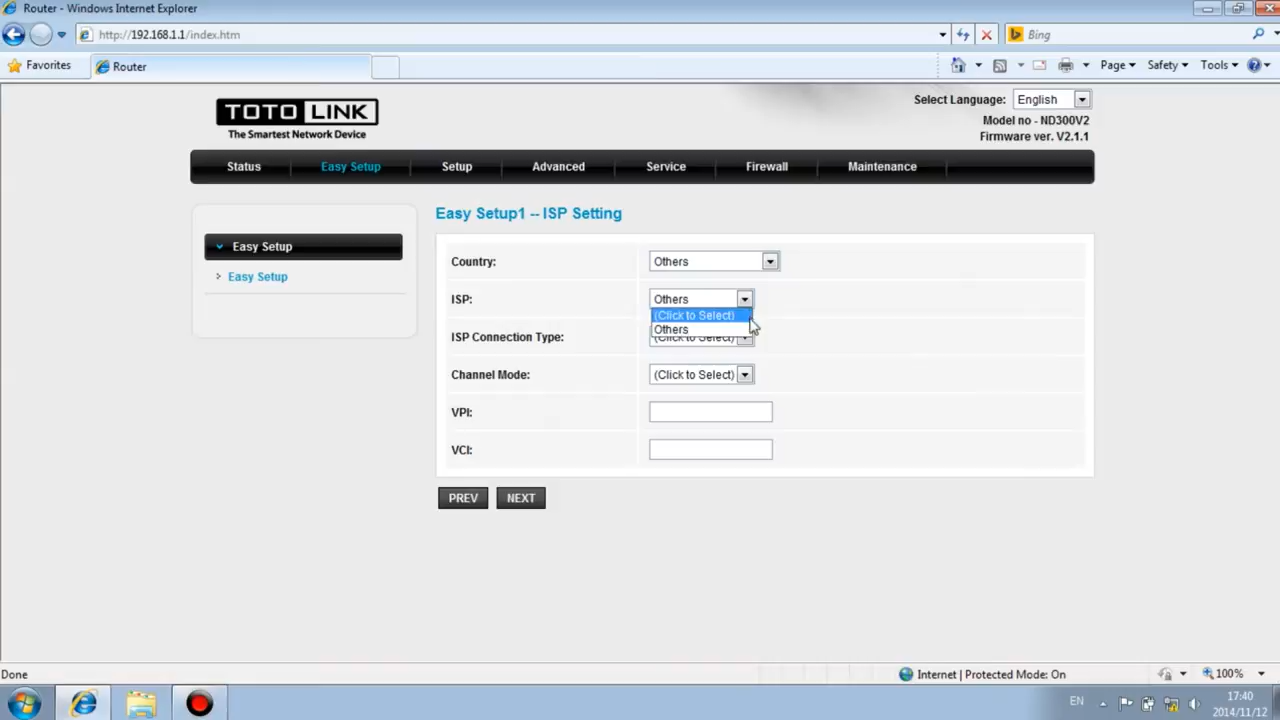 Router - Windows Internet Explorer
http://192.168.1.1/index.htm
Bing
Favorites
Router
Page
Safety
Tools
TOTO LINK
The Smartest Network Device
Select Language: English
Model no - ND300V2
Firmware ver. V2.1.1
Status
Easy Setup
Setup
Advanced
Service
Firewall
Maintenance
Easy Setup
Easy Setup
Easy Setup1 -- ISP Setting
Country: Others
ISP: Others
(Click to Select)
Others
ISP Connection Type: (Click to Select)
Channel Mode: (Click to Select)
VPI:
VCI:
PREV
NEXT
Done
Internet | Protected Mode: On
100%
EN
17:40
2014/11/12